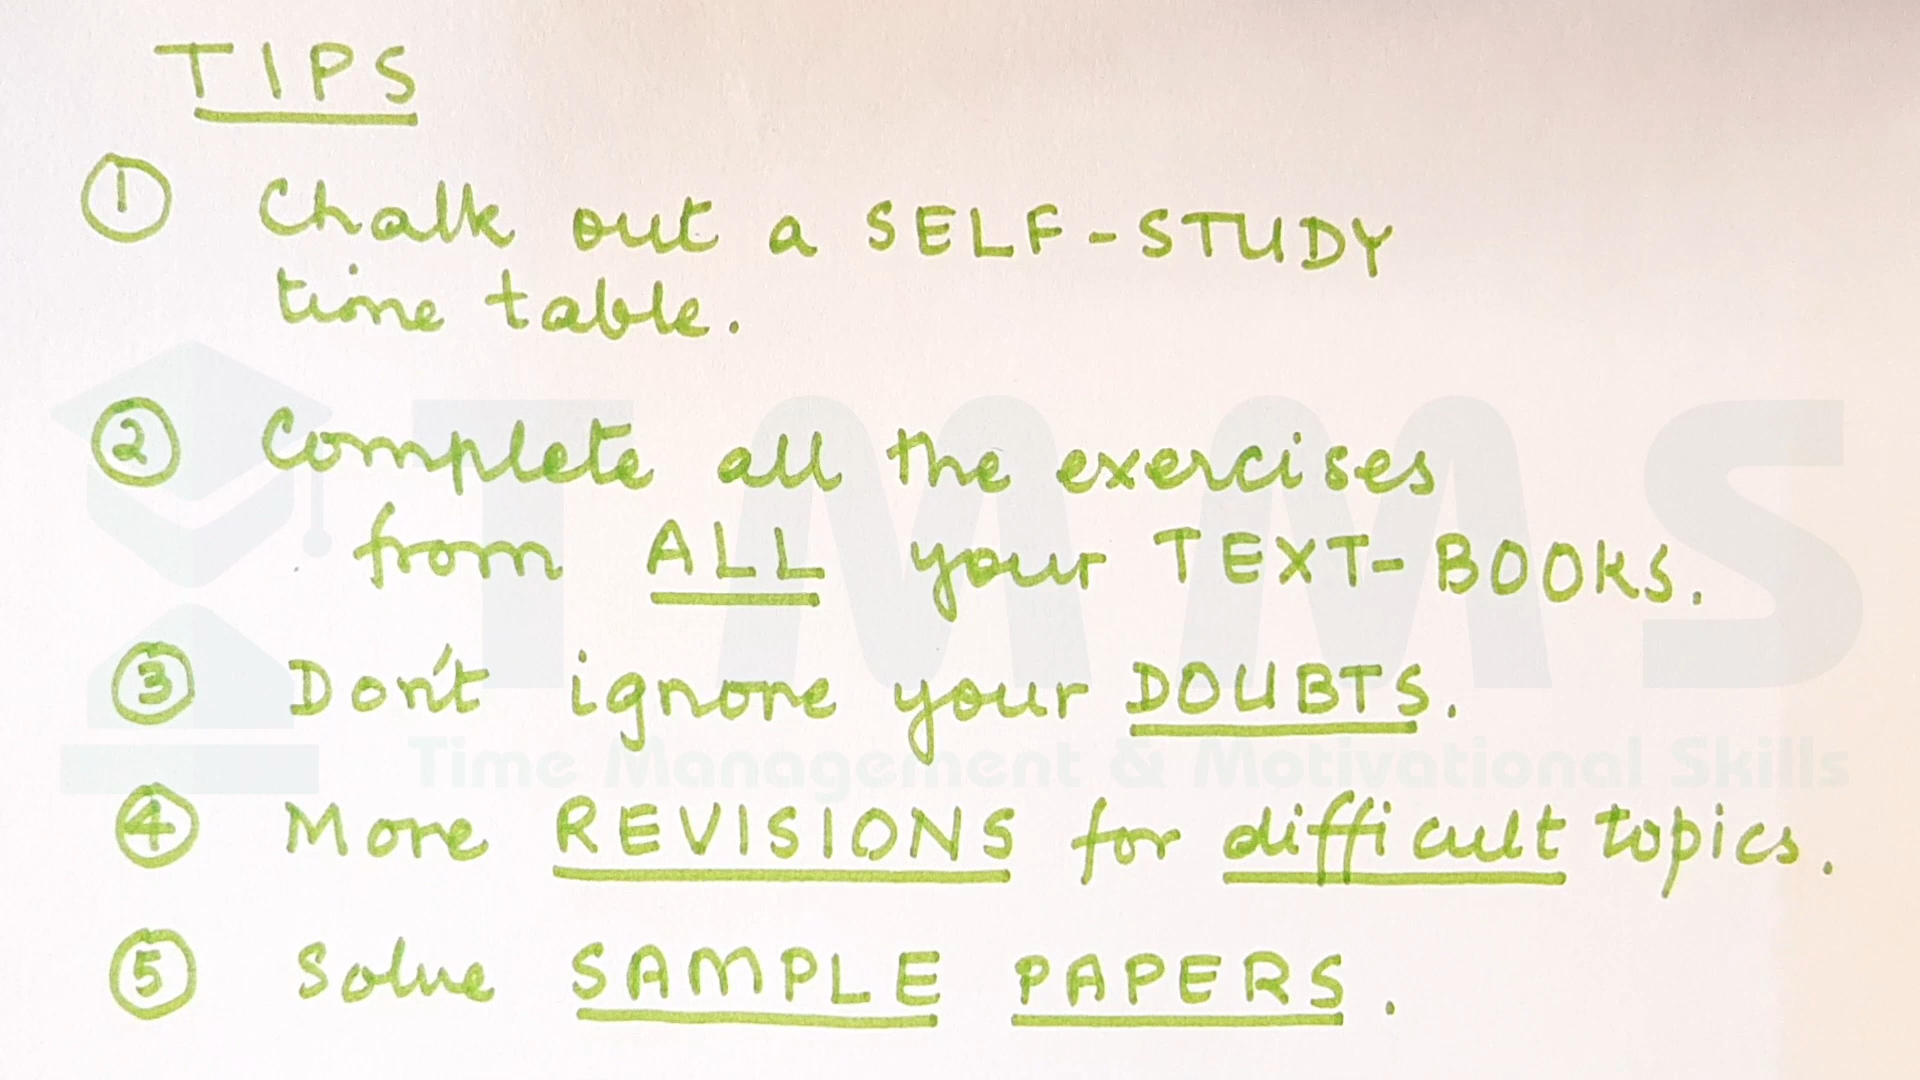 TIPS
1 Chalk out a SELF-STUDY
time table.
2 Complete all the exercises
from ALL your TEXT-BOOKS.
3 Don't ignore your DOUBTS.
4 More REVISIONS for difficult topics.
5 Solve SAMPLE PAPERS.
TMMS
Time Management & Motivational Skills